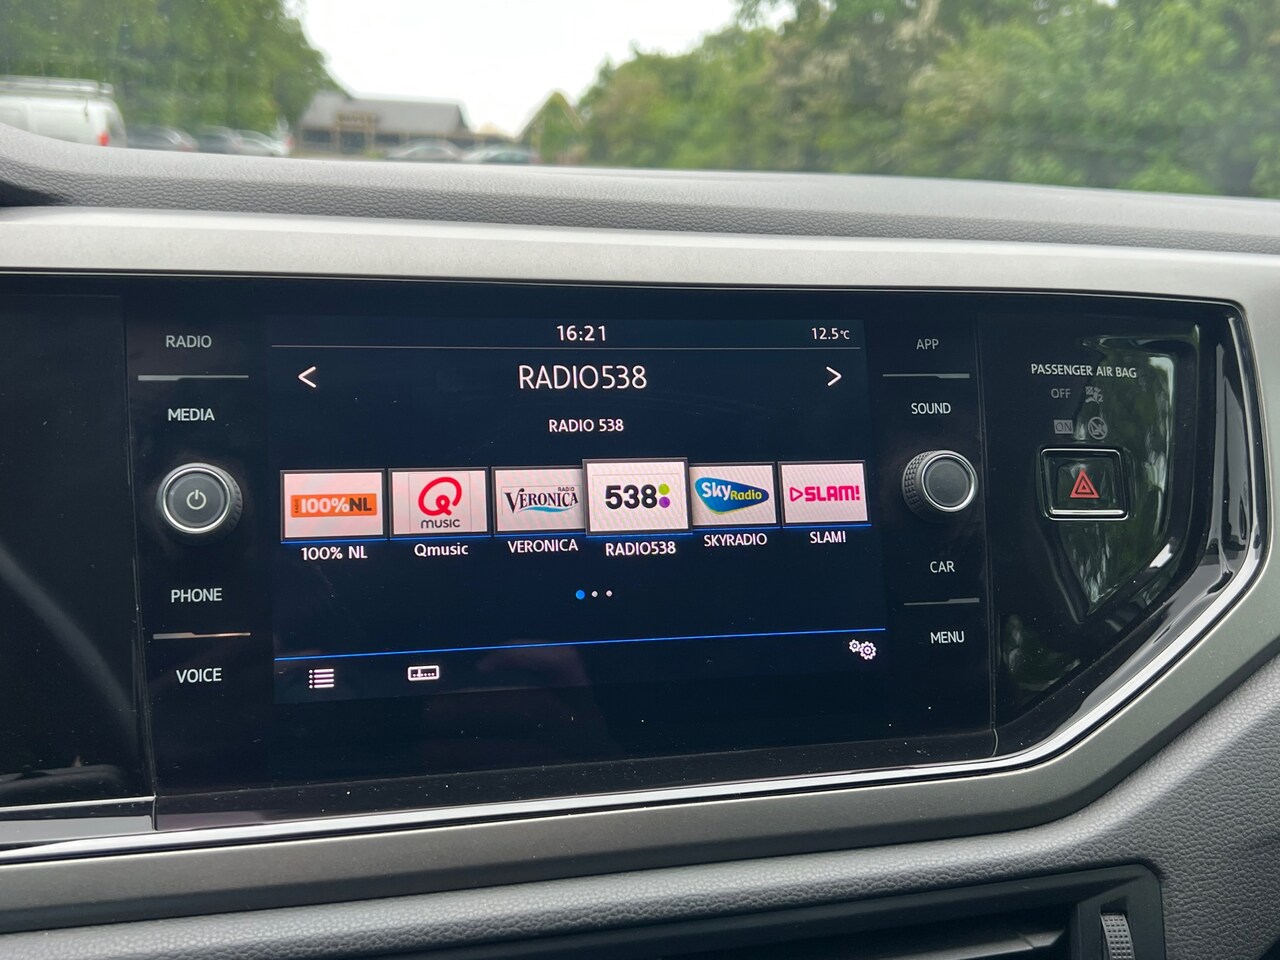 16:21
12.5°C
RADIO
MEDIA
PHONE
VOICE
< RADIO538 >
RADIO 538
100%NL
Q
MUSIC
RADIO
VERONICA
538
Sky Radio
SLAM!
100% NL
Qmusic
VERONICA
RADIO538
SKYRADIO
SLAM!
APP
SOUND
CAR
MENU
PASSENGER AIR BAG
OFF
ON